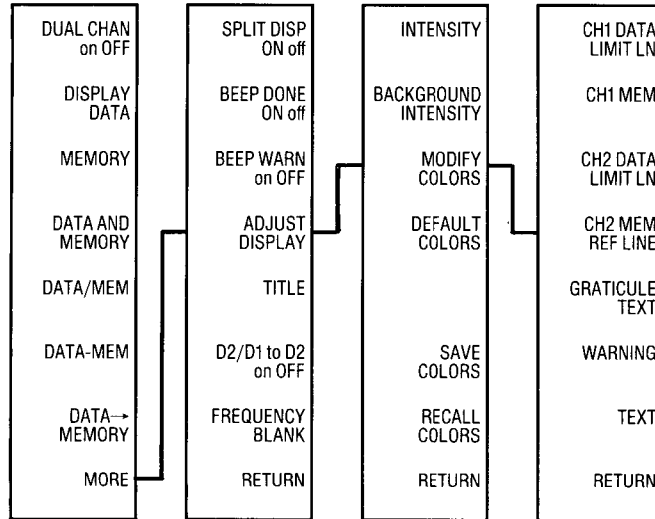 DUAL CHAN
on OFF
DISPLAY
DATA
MEMORY
DATA AND
MEMORY
DATA/MEM
DATA-MEM
DATA→
MEMORY
MORE
SPLIT DISP
ON off
BEEP DONE
ON off
BEEP WARN
on OFF
ADJUST
DISPLAY
TITLE
D2/D1 to D2
on OFF
FREQUENCY
BLANK
RETURN
INTENSITY
BACKGROUND
INTENSITY
MODIFY
COLORS
DEFAULT
COLORS
SAVE
COLORS
RECALL
COLORS
RETURN
CH1 DATA
LIMIT LN
CH1 MEM
CH2 DATA
LIMIT LN
CH2 MEM
REF LINE
GRATICULE
TEXT
WARNING
TEXT
RETURN